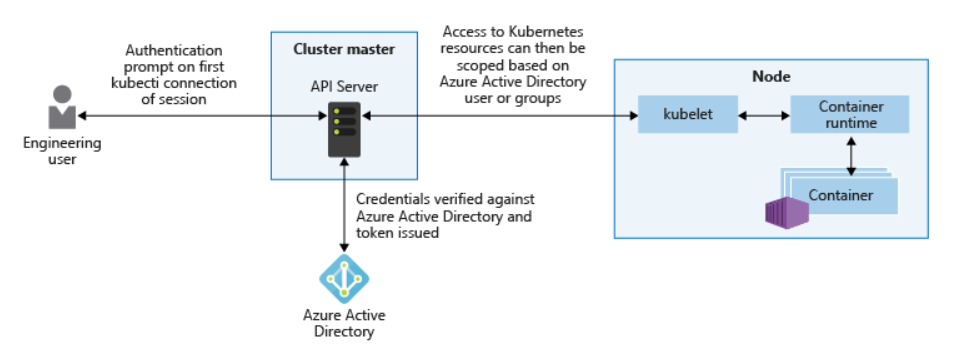 Authentication
prompt on first
kubecti connection
of session
Engineering
user
Cluster master
API Server
Access to Kubernetes
resources can then be
scoped based on
Azure Active Directory
user or groups
Credentials verified against
Azure Active Directory and
token issued
Azure Active
Directory
Node
kubelet
Container
runtime
Container